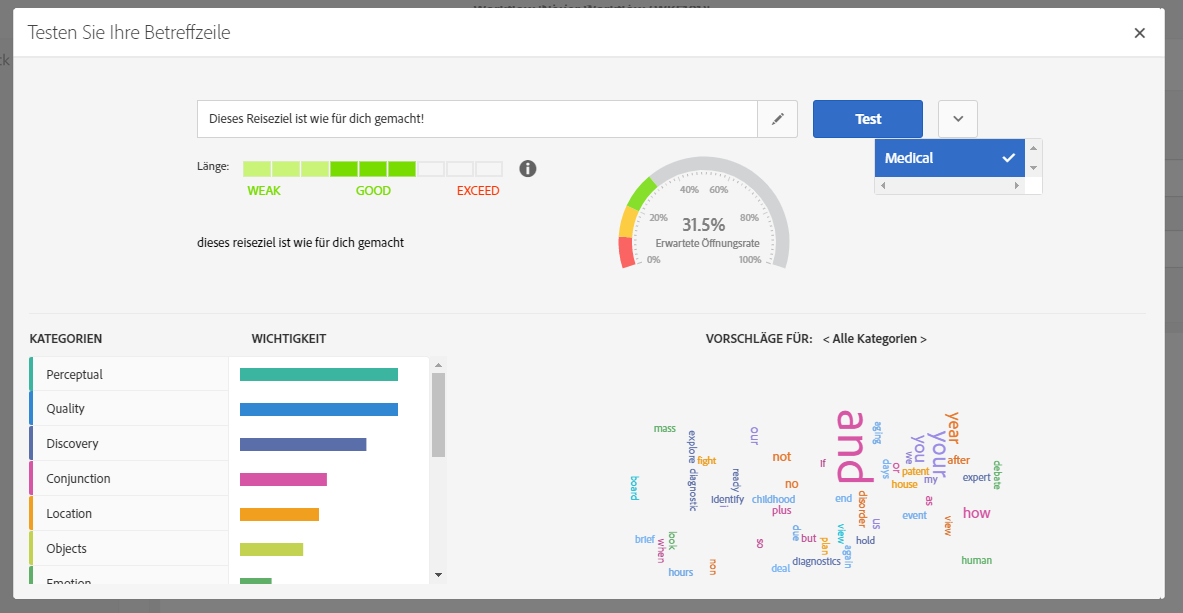 Testen Sie Ihre Betreffzeile
Dieses Reiseziel ist wie für dich gemacht!
Test
Medical
Länge:
WEAK GOOD EXCEED
40% 60%
20% 80%
31.5%
Erwartete Öffnungsrate
0% 100%
dieses reiseziel ist wie für dich gemacht
KATEGORIEN WICHTIGKEIT
VORSCHLÄGE FÜR: < Alle Kategorien >
Perceptual
Quality
Discovery
Conjunction
Location
Objects
Emotion
mass
explore
our
fight
not
if
and
aging
year
you
your
we
after
board
diagnostic
ready
no
days
or
patent
my
house
expert
debate
identify
i
childhood
plus
end
disorder
us
as
event
view
how
brief
when
look
so
due
but
plan
view
again
hold
hours
non
deal
diagnostics
human